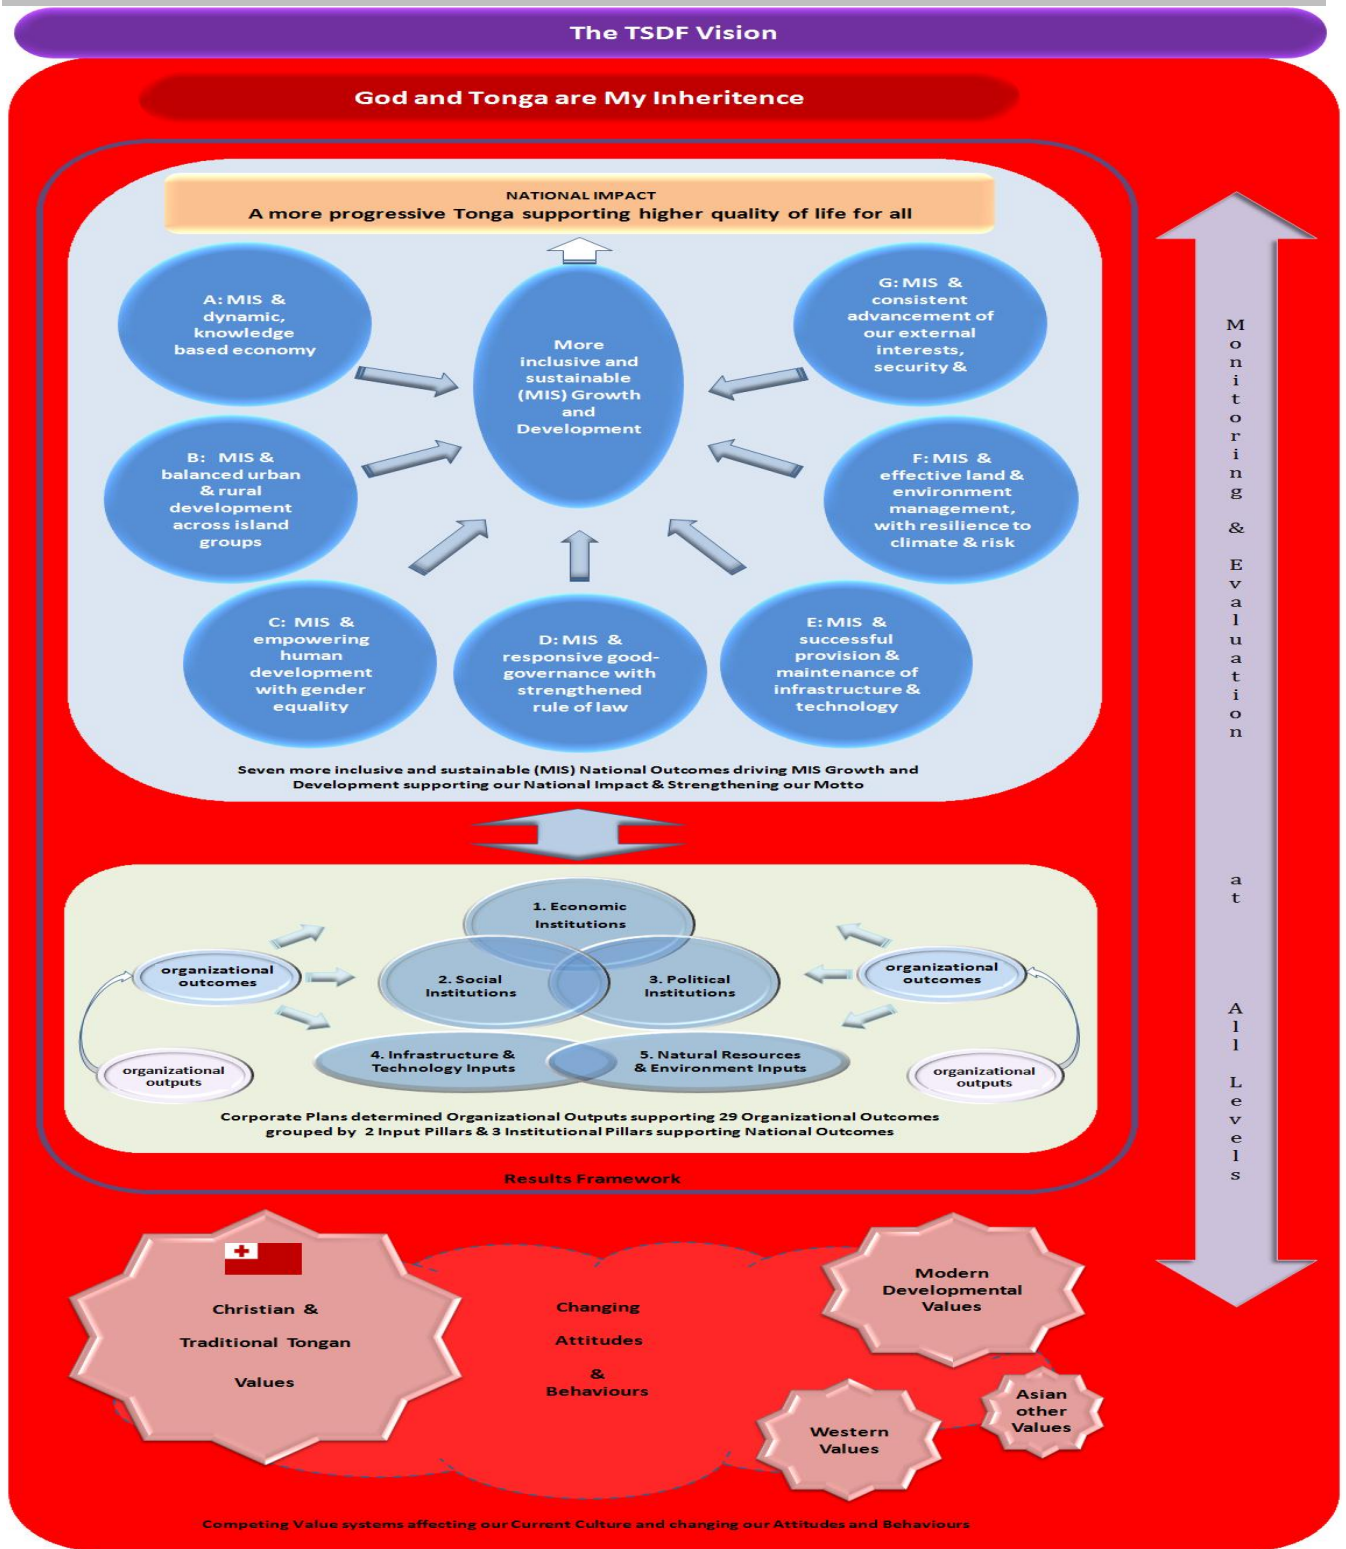 The TSDF Vision
God and Tonga are My Inheritence
NATIONAL IMPACT
A more progressive Tonga supporting higher quality of life for all
A: MIS &
dynamic,
knowledge
based economy
More
inclusive and
sustainable
(MIS) Growth
and
Development
G: MIS &
consistent
advancement of
our external
interests,
security &
B: MIS &
balanced urban
& rural
development
across island
groups
F: MIS &
effective land &
environment
management,
with resilience to
climate & risk
C: MIS &
empowering
human
development
with gender
equality
D: MIS &
responsive good-
governance with
strengthened
rule of law
E: MIS &
successful
provision &
maintenance of
infrastructure &
technology
Seven more inclusive and sustainable (MIS) National Outcomes driving MIS Growth and
Development supporting our National Impact & Strengthening our Motto
1. Economic
Institutions
organizational
outcomes
2. Social
Institutions
3. Political
Institutions
organizational
outcomes
organizational
outputs
4. Infrastructure &
Technology Inputs
5. Natural Resources
& Environment Inputs
organizational
outputs
Corporate Plans determined Organizational Outputs supporting 29 Organizational Outcomes
grouped by 2 Input Pillars & 3 Institutional Pillars supporting National Outcomes
Results Framework
Monitoring & Evaluation at All Levels
Christian &
Traditional Tongan
Values
Changing
Attitudes
&
Behaviours
Modern
Developmental
Values
Western
Values
Asian
other
Values
Competing Value systems affecting our Current Culture and changing our Attitudes and Behaviours